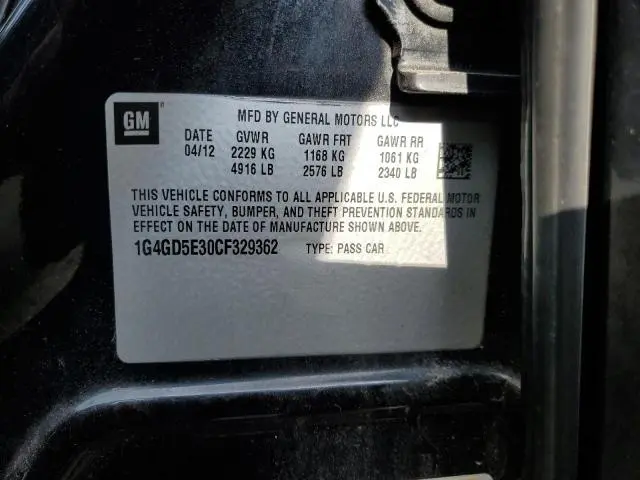 GM
MFD BY GENERAL MOTORS LLC
DATE GVWR GAWR FRT GAWR RR
04/12 2229 KG 1168 KG 1061 KG
4916 LB 2576 LB 2340 LB
THIS VEHICLE CONFORMS TO ALL APPLICABLE U.S. FEDERAL MOTOR
VEHICLE SAFETY, BUMPER, AND THEFT PREVENTION STANDARDS IN
EFFECT ON THE DATE OF MANUFACTURE SHOWN ABOVE.
1G4GD5E30CF329362 TYPE: PASS CAR